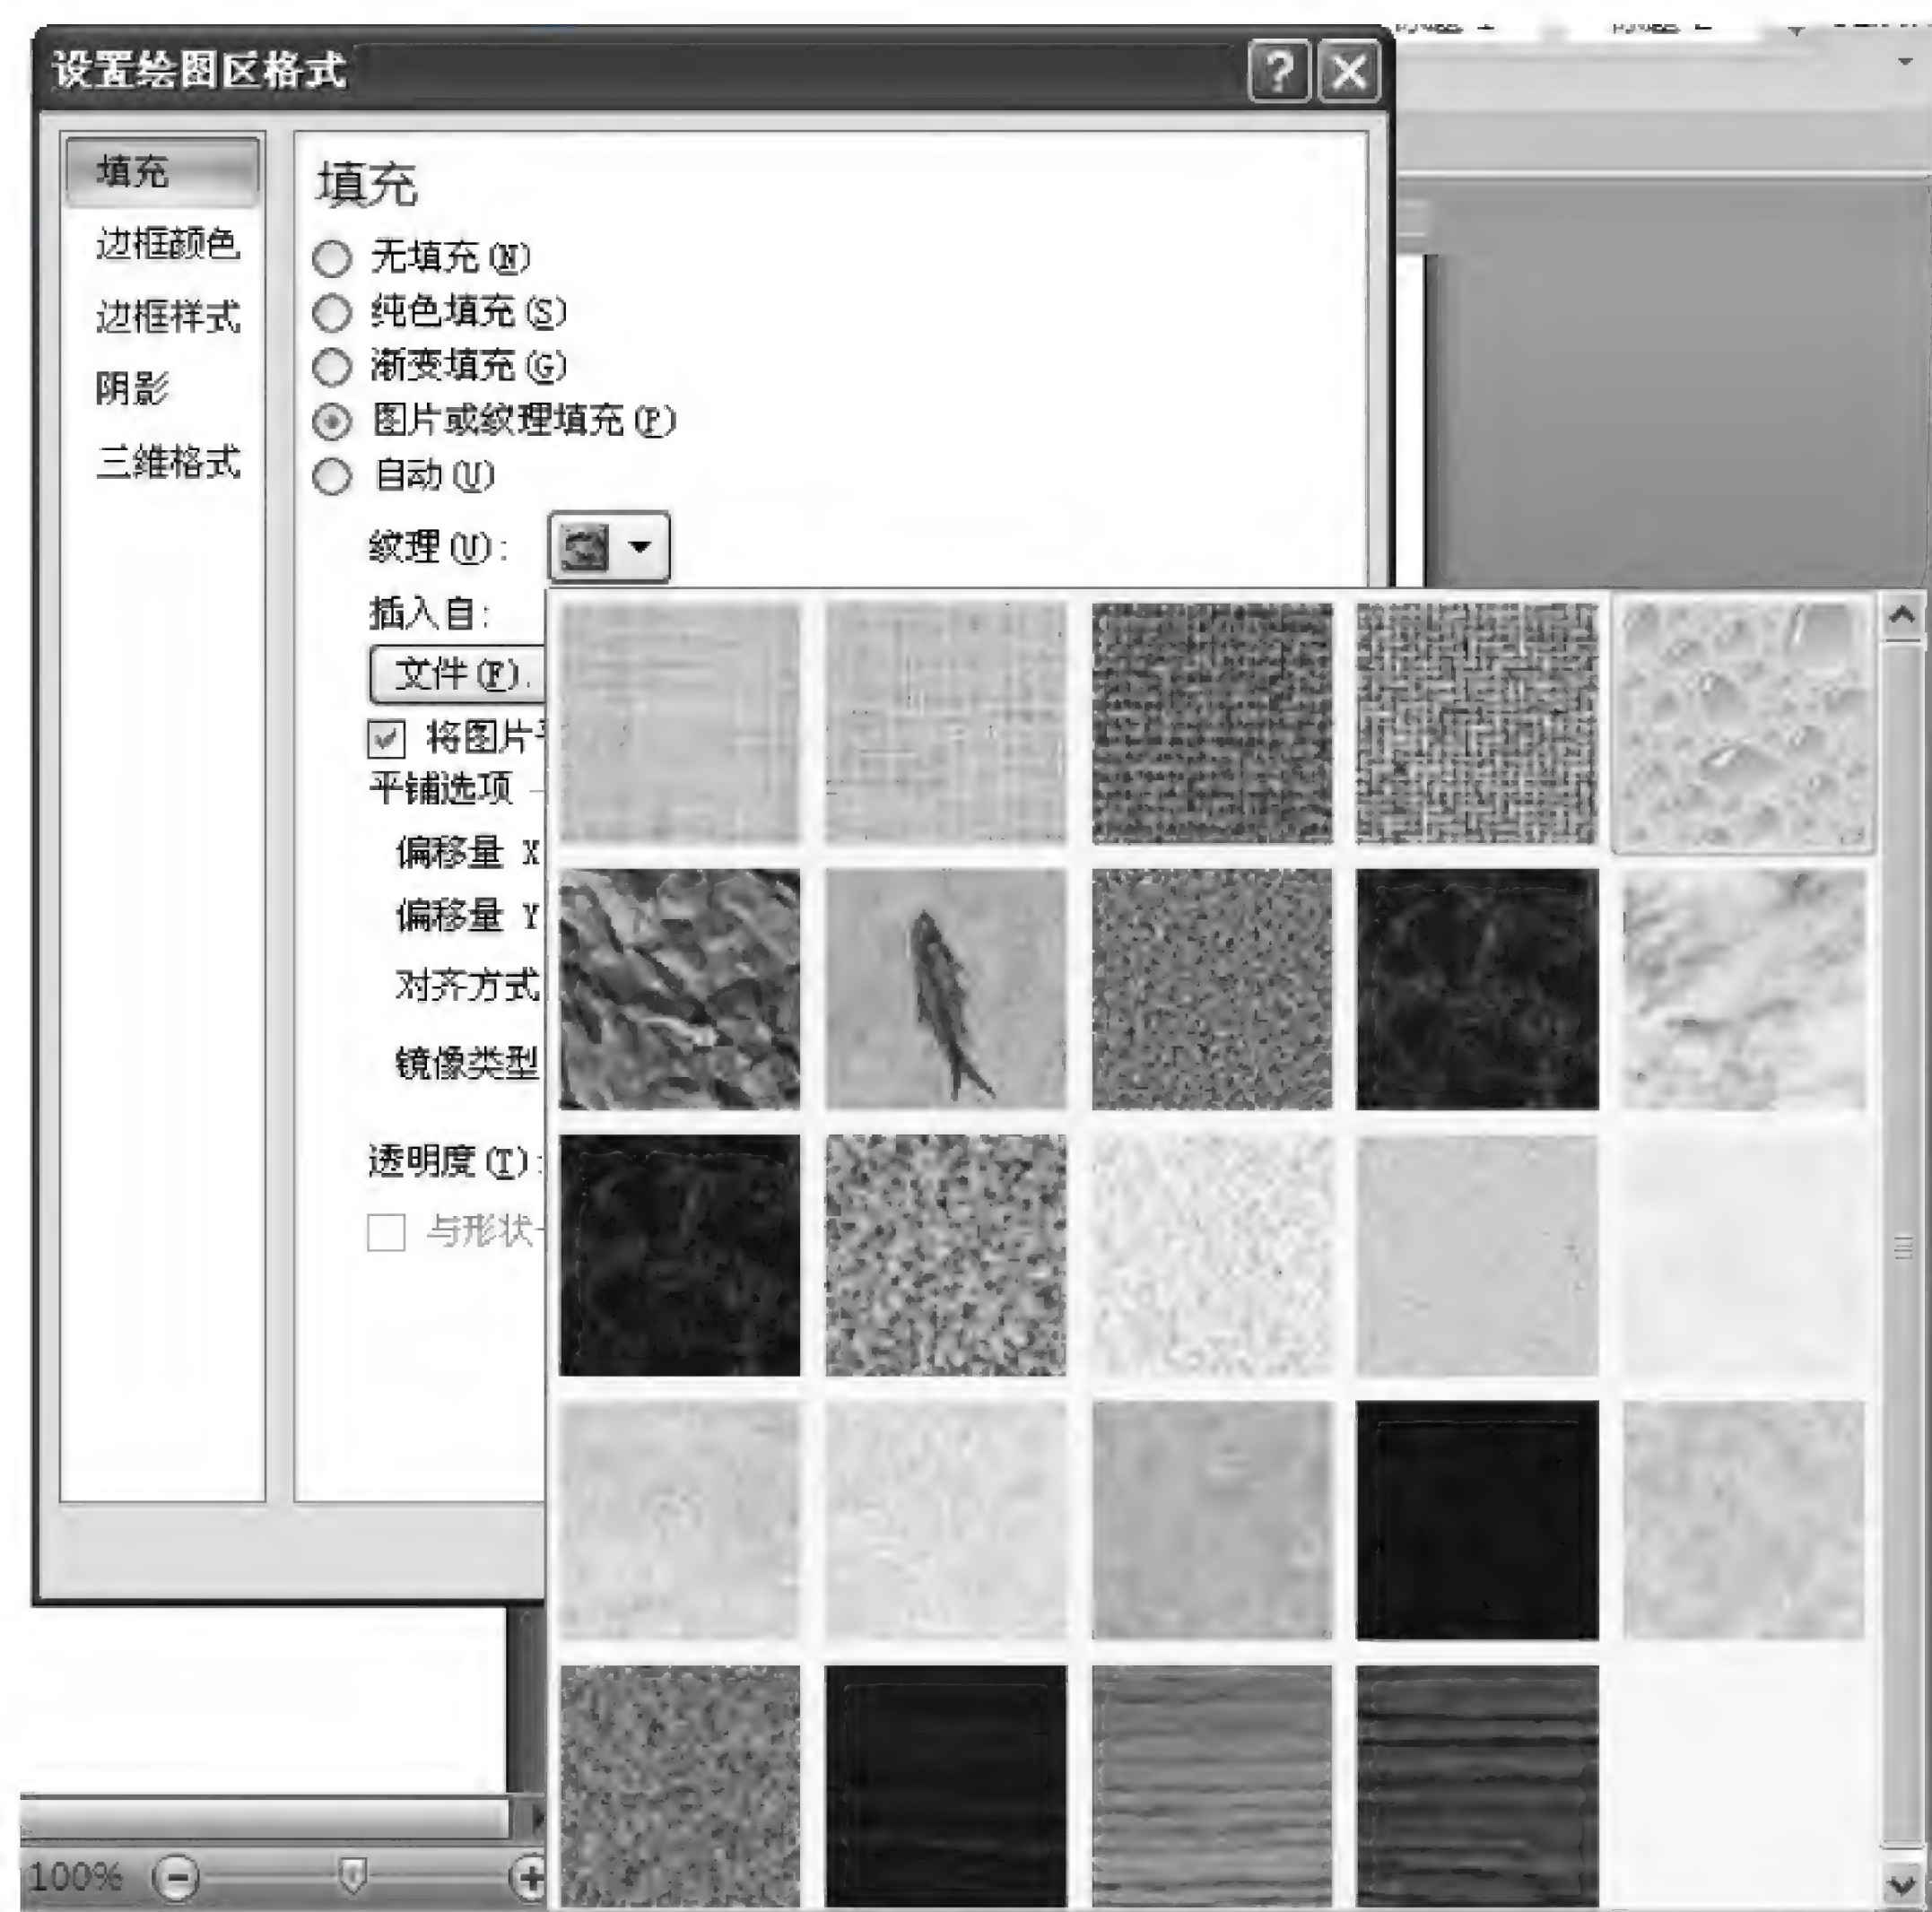 设置绘图区格式
填充
边框颜色
边框样式
阴影
三维格式
填充
无填充(N)
纯色填充(S)
渐变填充(G)
图片或纹理填充(P)
自动(U)
纹理(U):
插入自:
文件(F).
将图片
平铺选项
偏移量 X
偏移量 Y
对齐方式
镜像类型
透明度(T):
与形状
100%